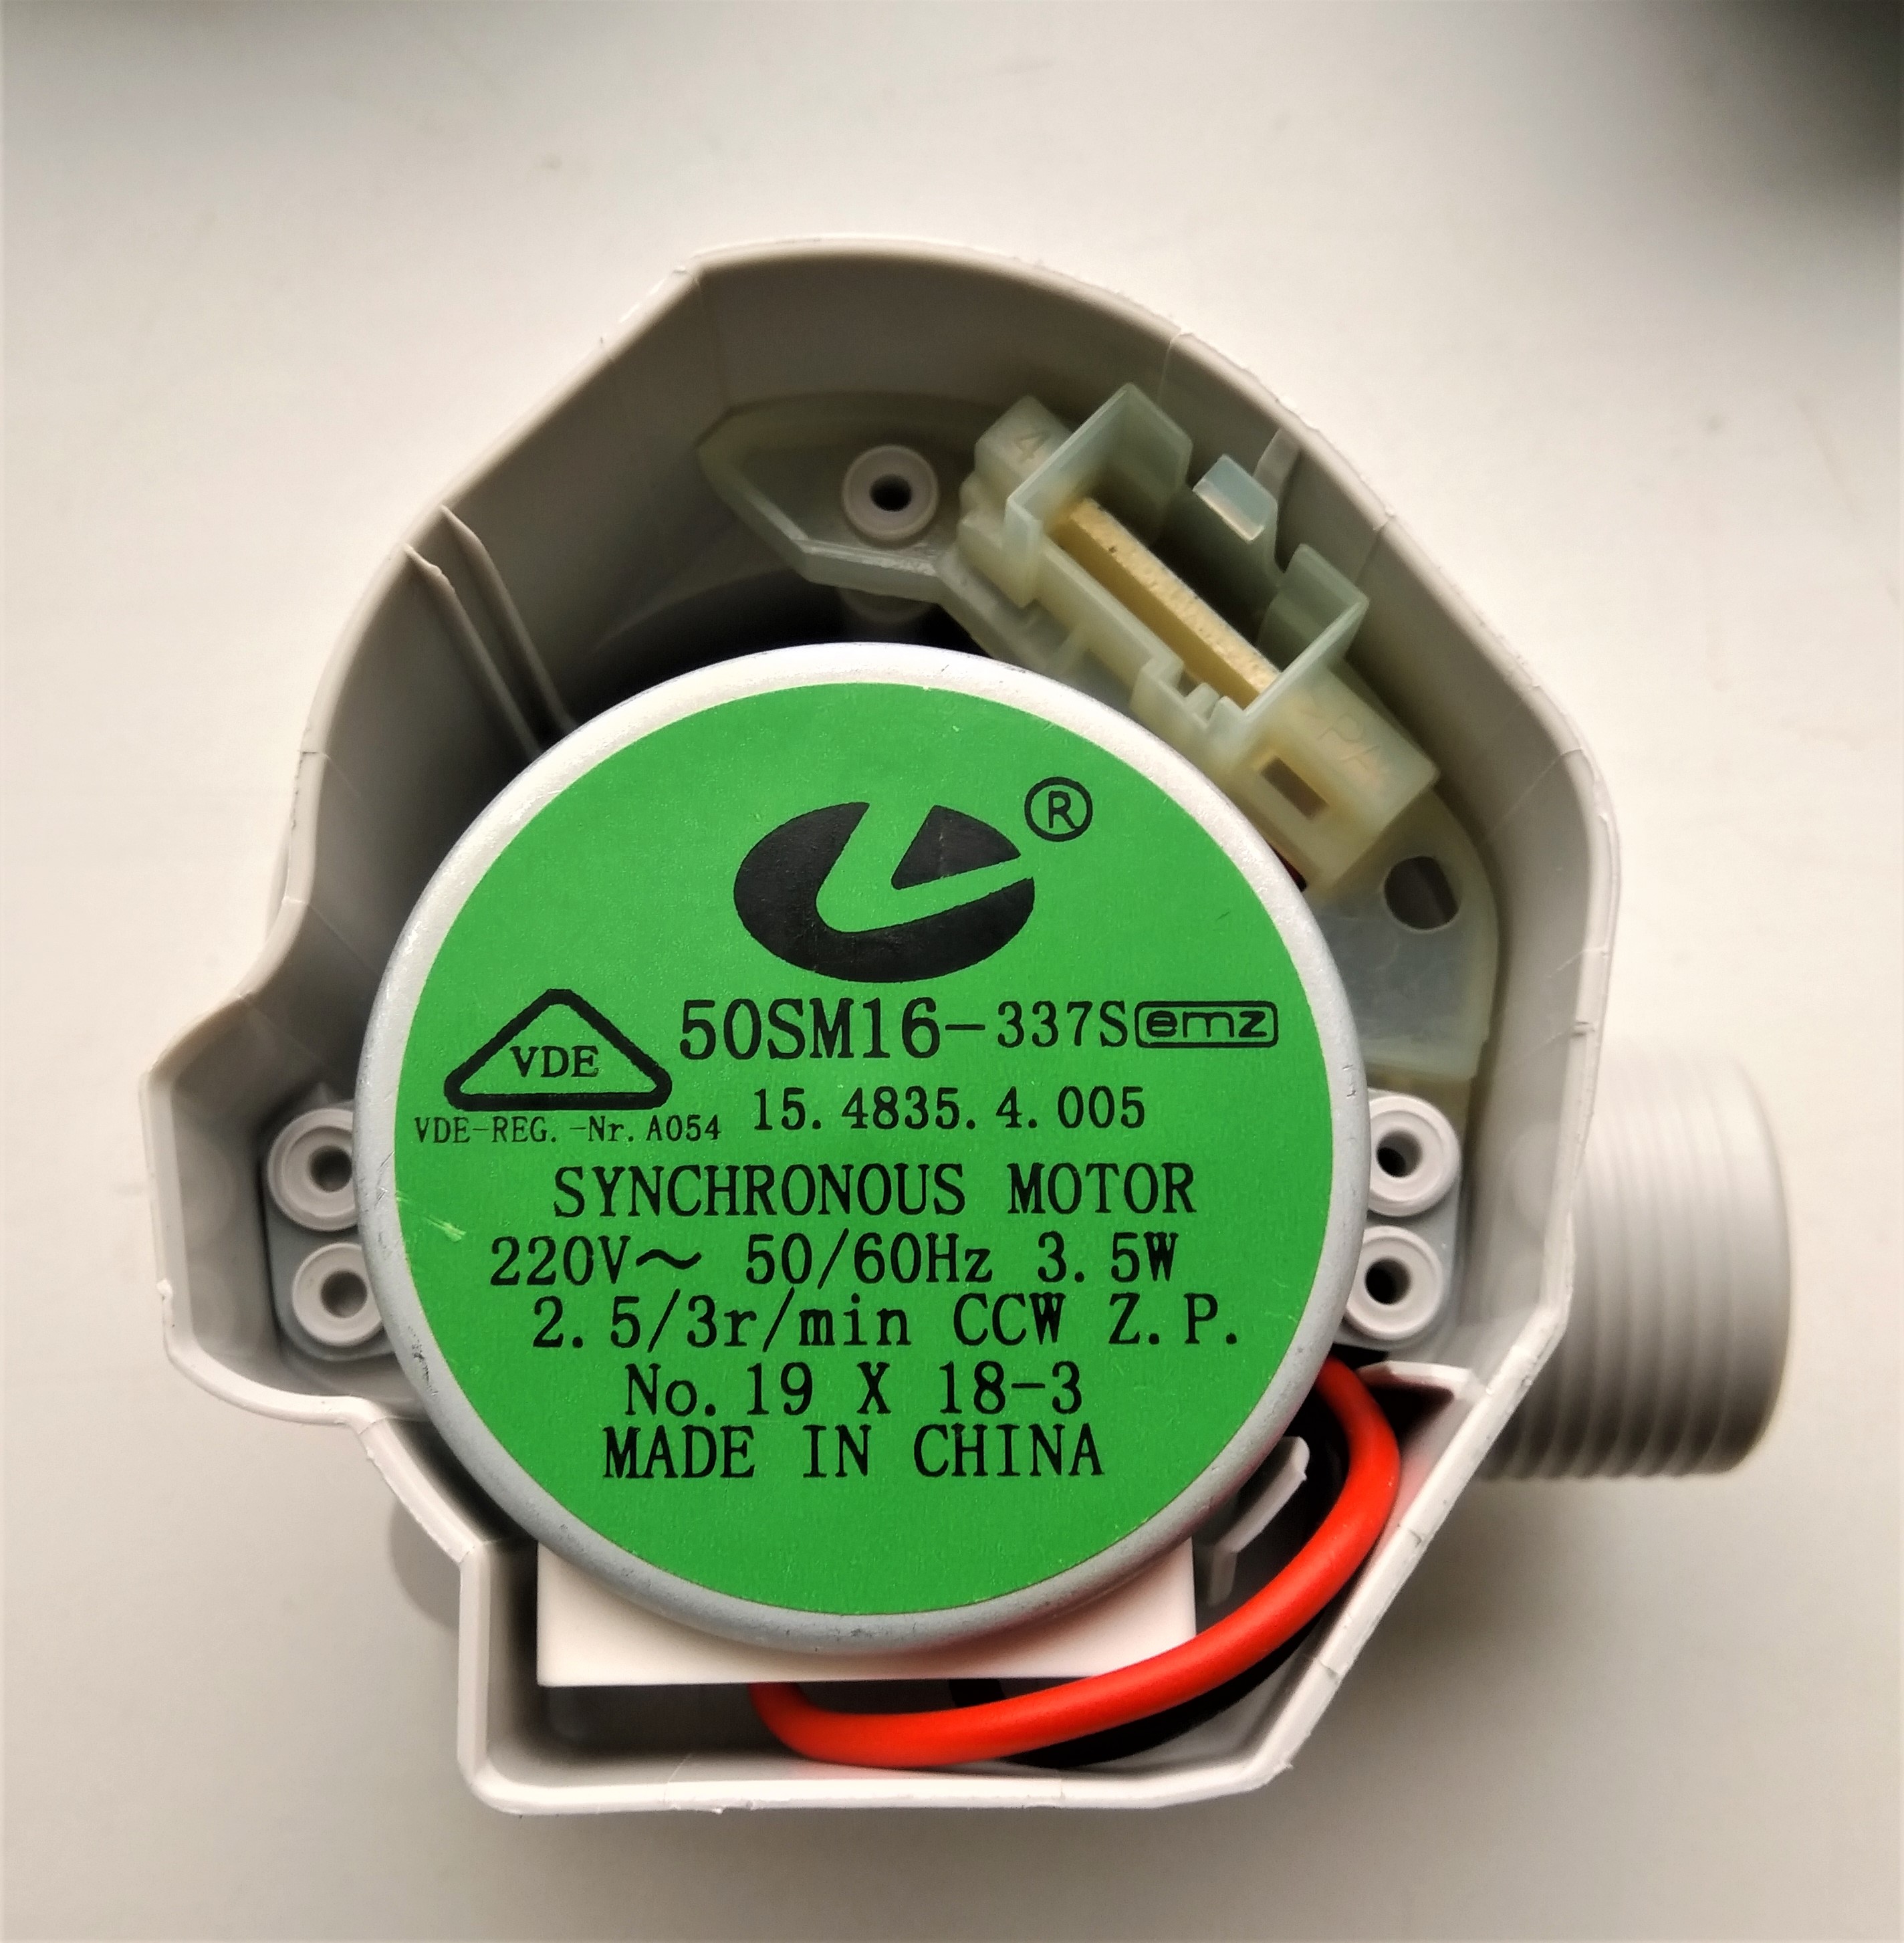 ®
50SM16-337S emz
VDE
VDE-REG.-Nr.A054 15.4835.4.005
SYNCHRONOUS MOTOR
220V～ 50/60Hz 3.5W
2.5/3r/min CCW Z.P.
No.19 X 18-3
MADE IN CHINA
4